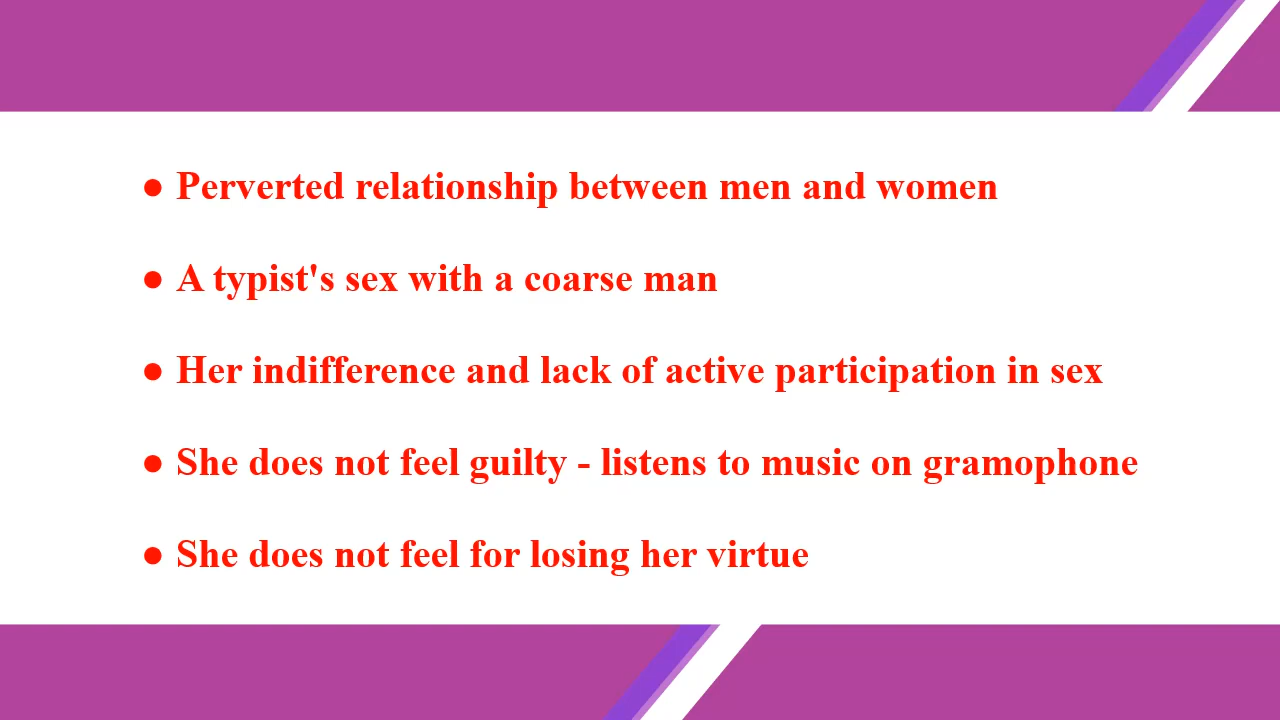 ● Perverted relationship between men and women
● A typist's sex with a coarse man
● Her indifference and lack of active participation in sex
● She does not feel guilty - listens to music on gramophone
● She does not feel for losing her virtue